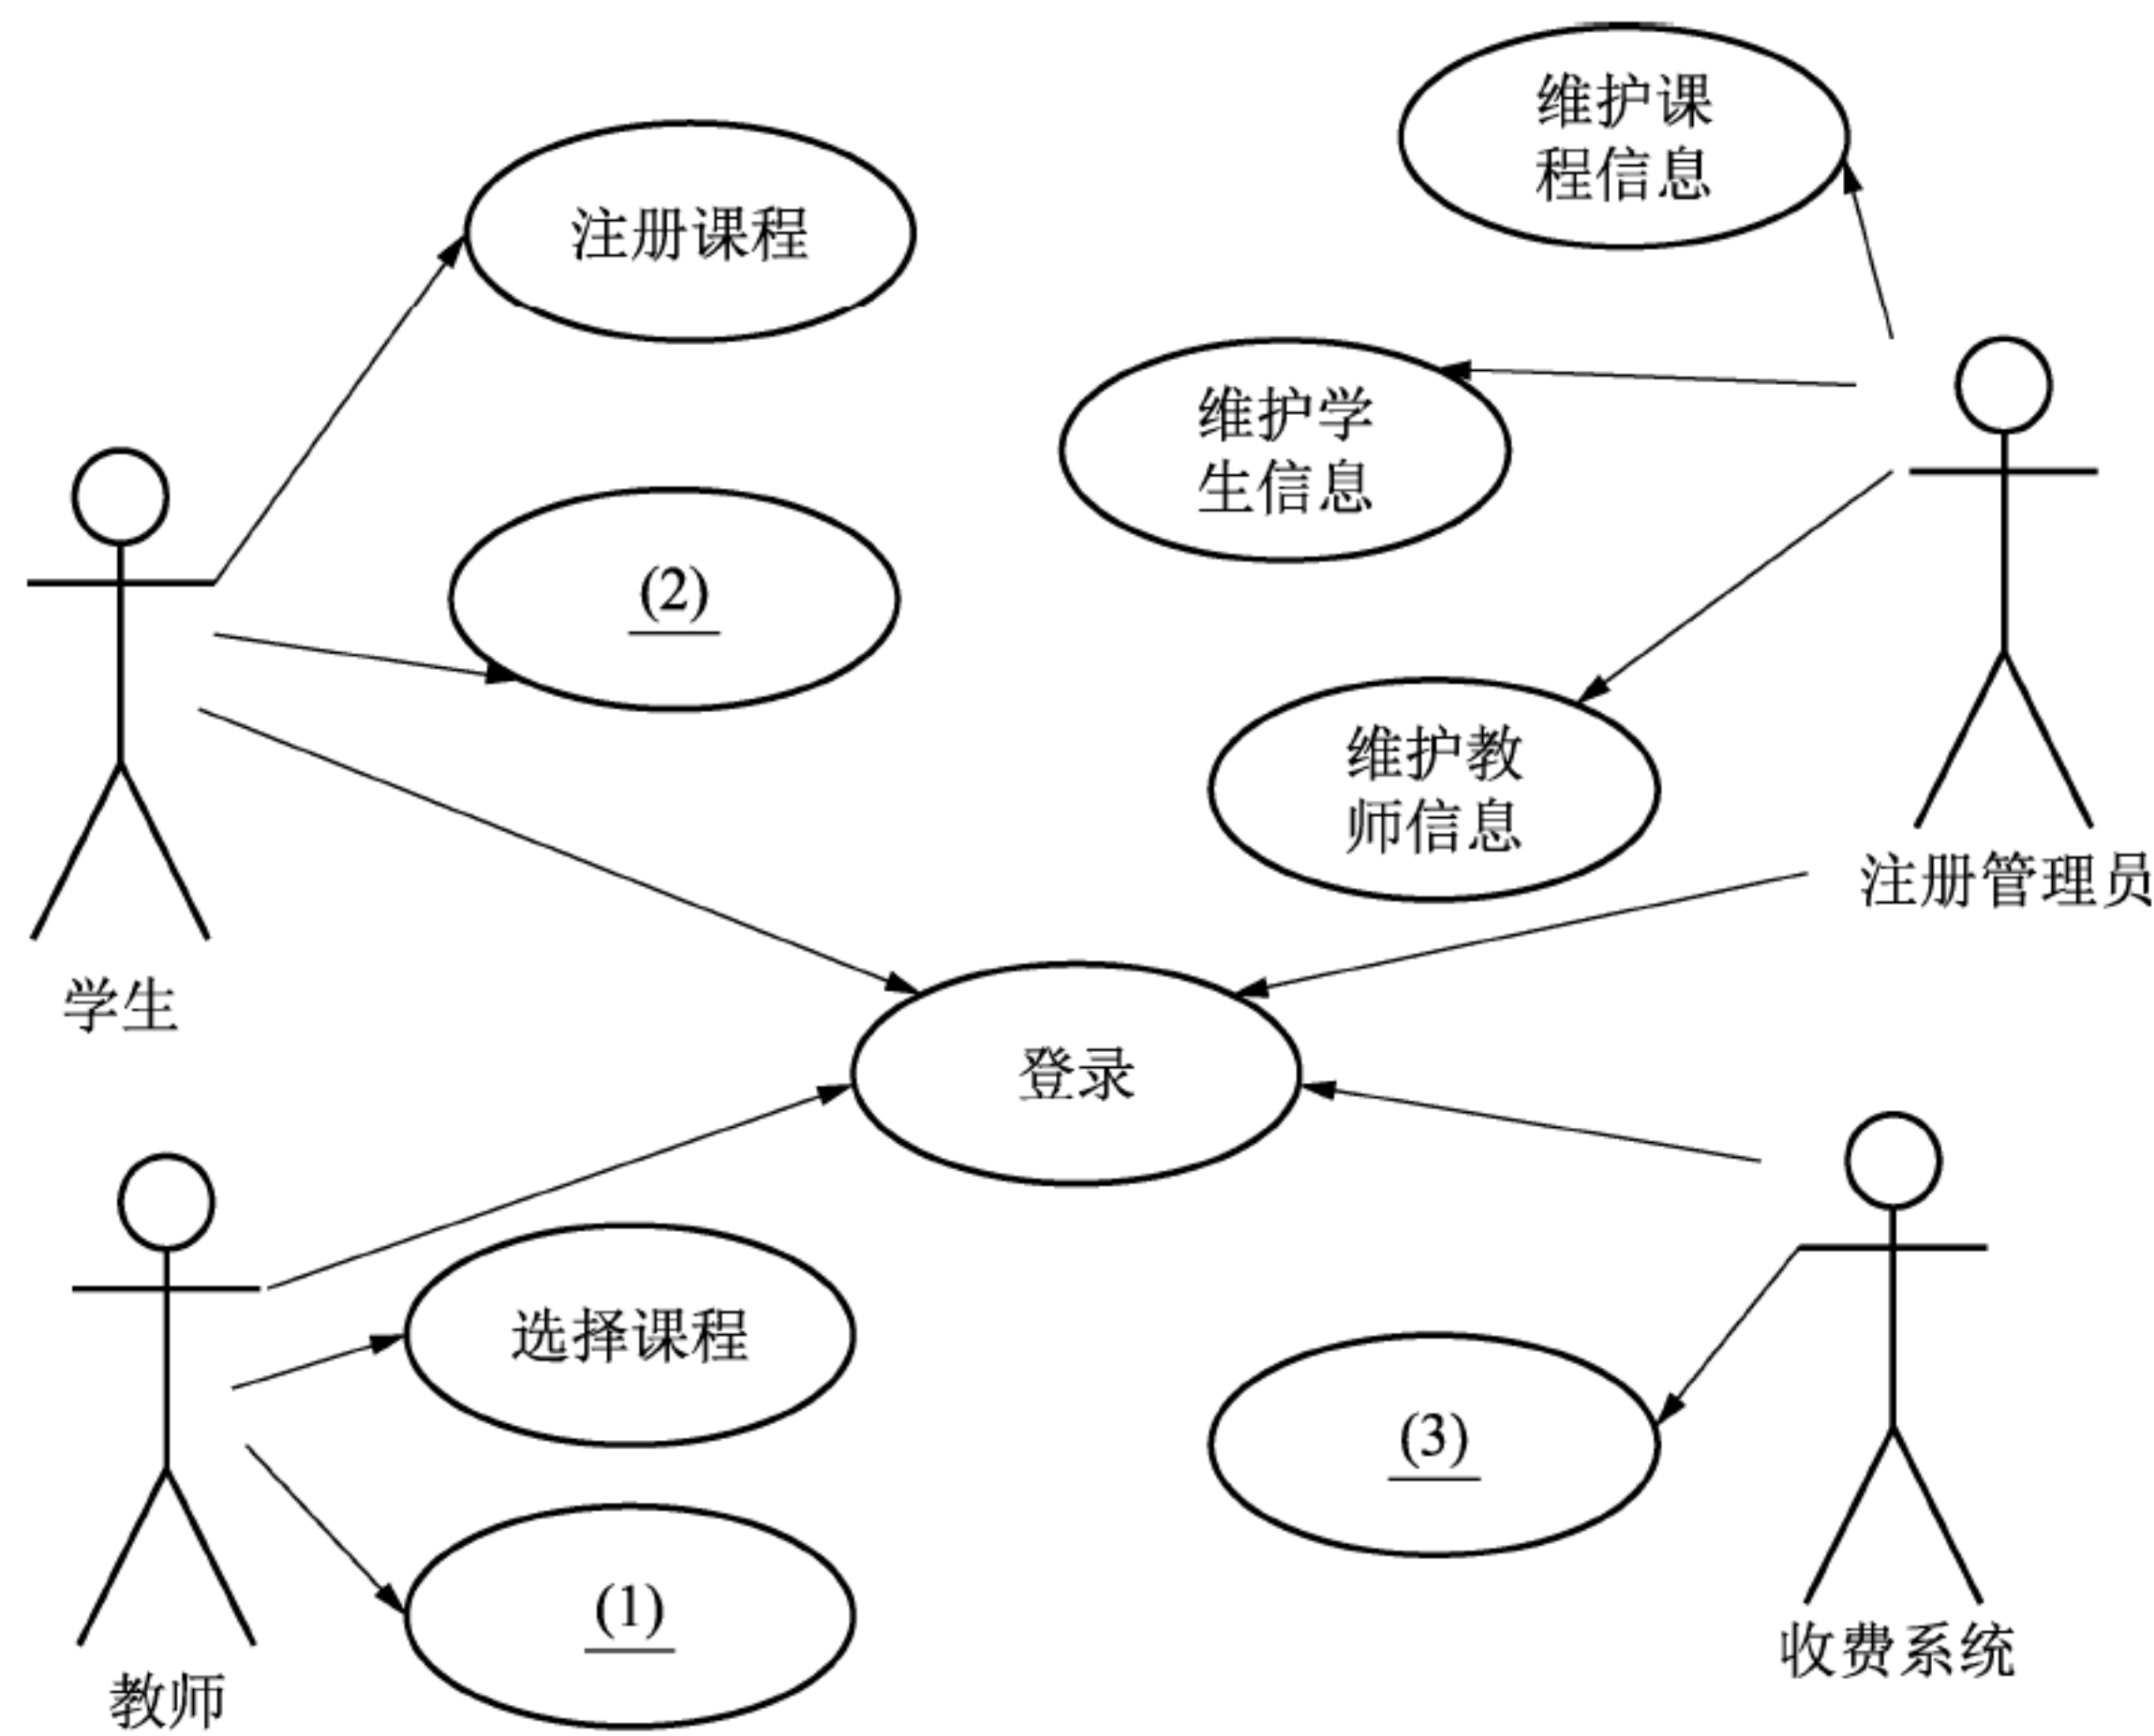 维护课
程信息
注册课程
维护学
生信息
(2)
维护教
师信息
注册管理员
学生
登录
选择课程
(3)
(1)
收费系统
教师